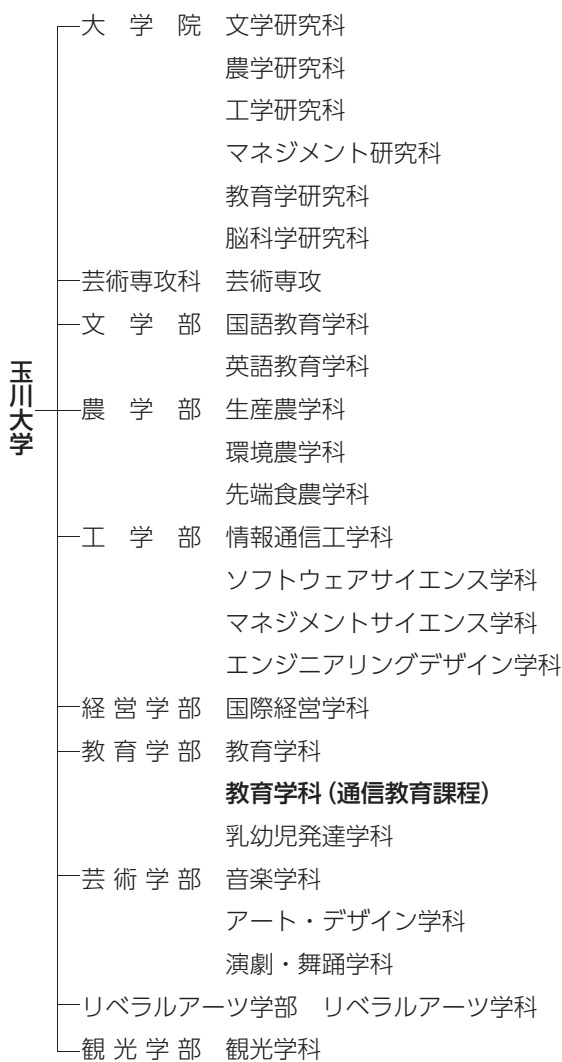 玉川大学
大学院 文学研究科
農学研究科
工学研究科
マネジメント研究科
教育学研究科
脳科学研究科
芸術専攻科 芸術専攻
文学部 国語教育学科
英語教育学科
農学部 生産農学科
環境農学科
先端食農学科
工学部 情報通信工学科
ソフトウェアサイエンス学科
マネジメントサイエンス学科
エンジニアリングデザイン学科
経営学部 国際経営学科
教育学部 教育学科
教育学科(通信教育課程)
乳幼児発達学科
芸術学部 音楽学科
アート・デザイン学科
演劇・舞踊学科
リベラルアーツ学部 リベラルアーツ学科
観光学部 観光学科